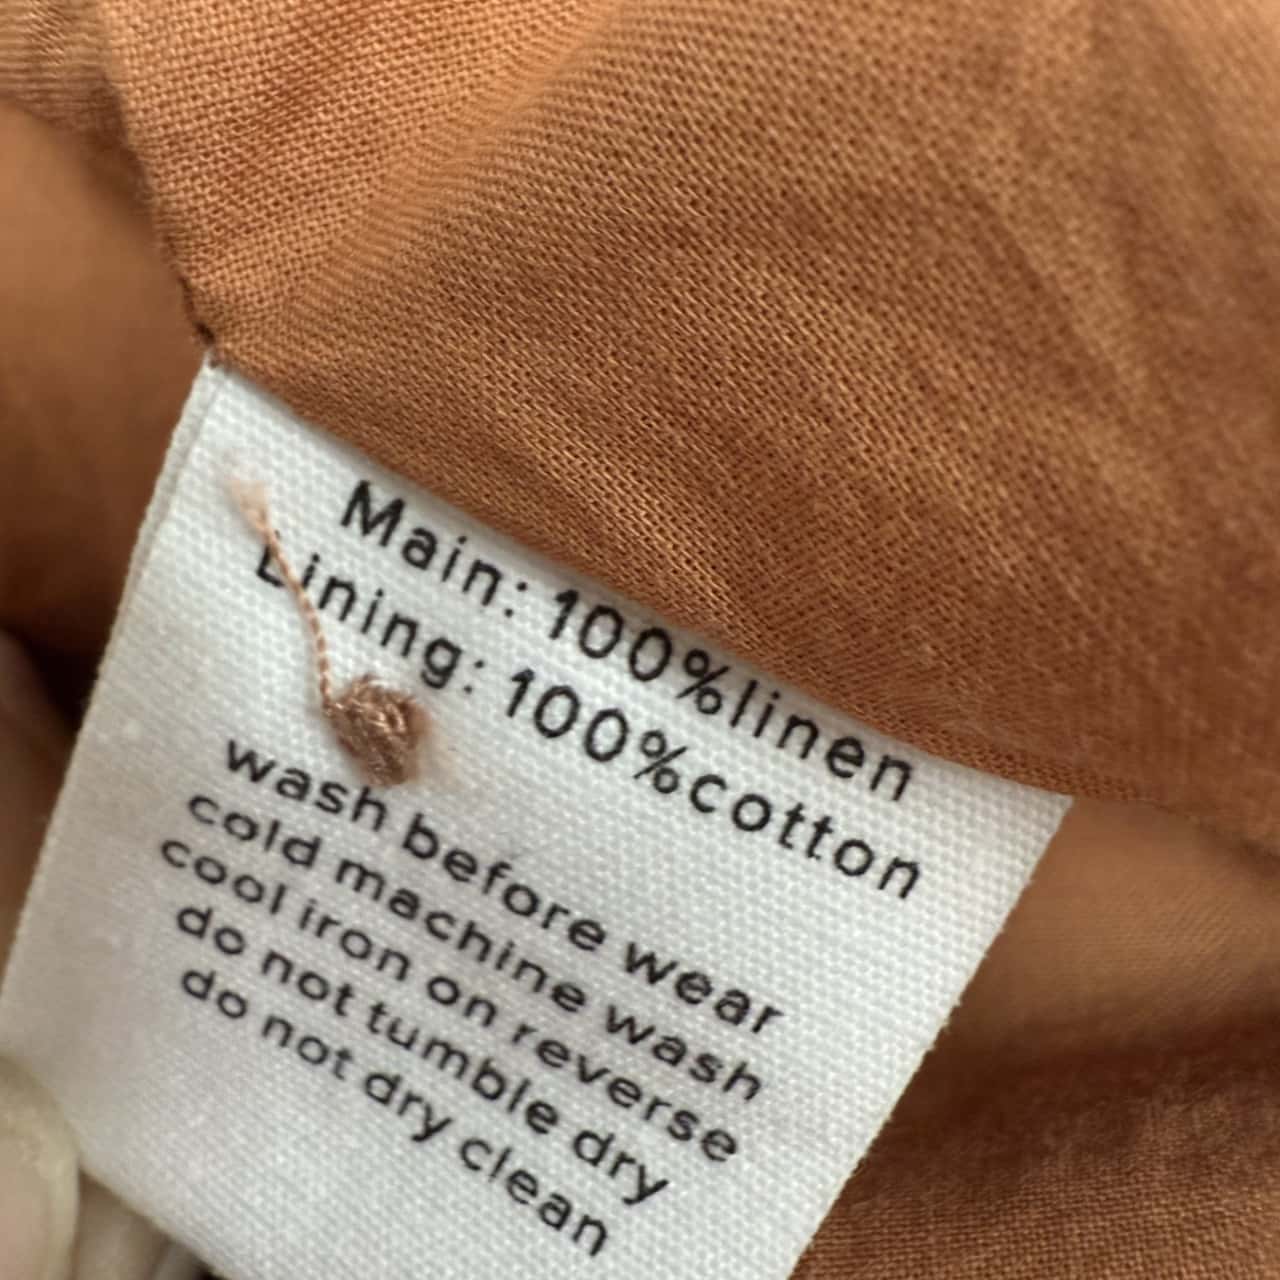 Main: 100%linen
Lining: 100%cotton
wash before wear
cold machine wash
cool iron on reverse
do not tumble dry
do not dry clean